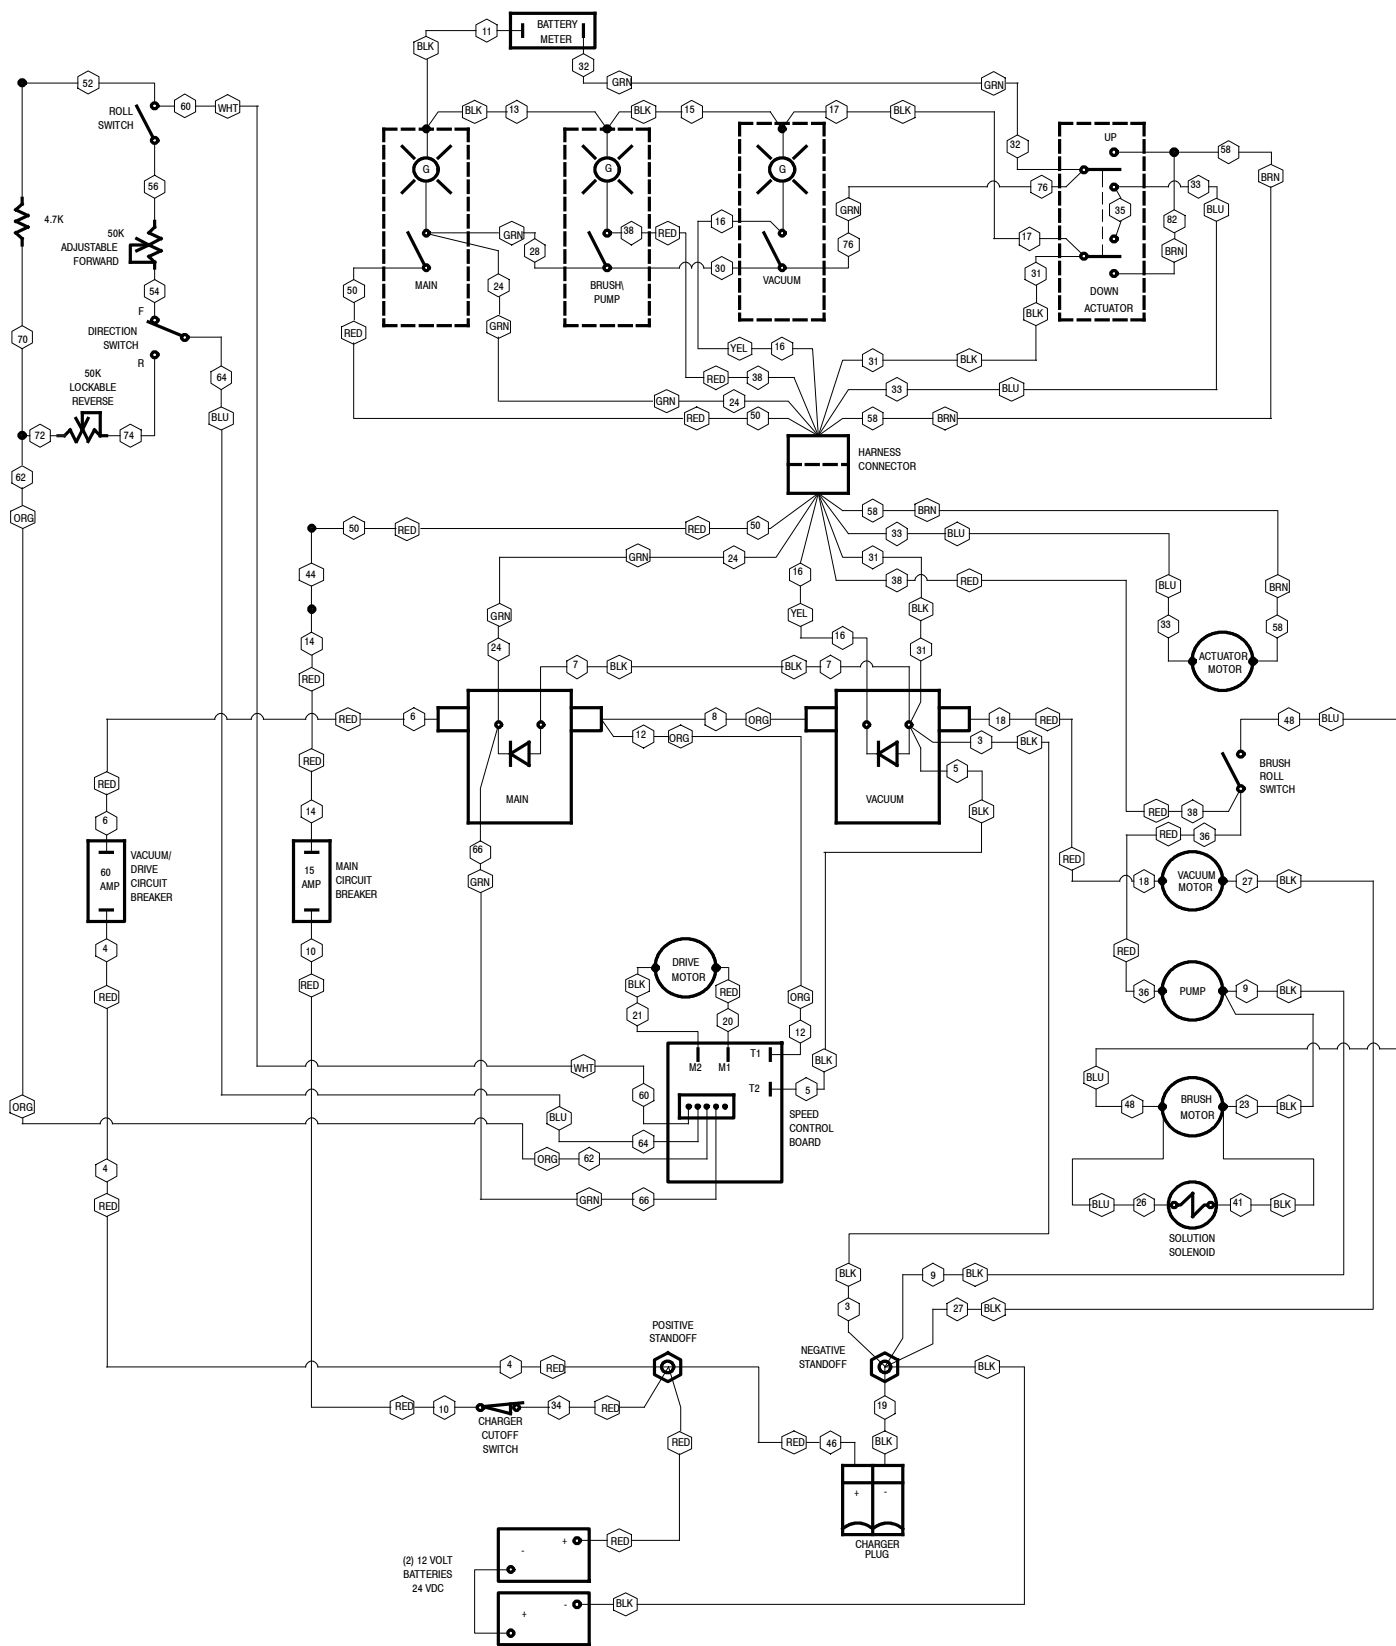 11
BATTERY
METER
BLK
32
GRN
GRN
52
60
WHT
ROLL
SWITCH
BLK
13
BLK
15
17
BLK
UP
32
58
BRN
G
G
G
56
76
33
BLU
35
82
BRN
4.7K
50K
ADJUSTABLE
FORWARD
16
GRN
76
GRN
28
38
RED
17
30
31
BLK
50
RED
MAIN
24
GRN
BRUSH\
PUMP
VACUUM
DOWN
ACTUATOR
54
F
DIRECTION
SWITCH
R
70
64
BLU
50K
LOCKABLE
REVERSE
72
74
YEL
16
31
BLK
RED
38
33
BLU
GRN
24
RED
50
58
BRN
HARNESS
CONNECTOR
62
ORG
50
RED
RED
50
58
BRN
GRN
24
33
BLU
16
31
38
RED
44
YEL
BLK
BLU
BRN
14
GRN
16
33
58
RED
24
31
ACTUATOR
MOTOR
7
BLK
BLK
7
RED
6
8
ORG
18
RED
48
BLU
12
ORG
3
BLK
RED
RED
5
BLK
BRUSH
ROLL
SWITCH
6
14
MAIN
VACUUM
RED
38
RED
36
60
AMP
VACUUM/
DRIVE
CIRCUIT
BREAKER
15
AMP
MAIN
CIRCUIT
BREAKER
66
GRN
RED
18
VACUUM
MOTOR
27
BLK
4
RED
10
RED
DRIVE
MOTOR
BLK
21
RED
20
ORG
12
RED
36
PUMP
9
BLK
M2
M1
T1
T2
BLK
5
WHT
60
BLU
48
BRUSH
MOTOR
23
BLK
SPEED
CONTROL
BOARD
ORG
BLU
64
ORG
62
4
RED
GRN
66
BLU
26
41
BLK
SOLUTION
SOLENOID
BLK
3
9
BLK
27
BLK
POSITIVE
STANDOFF
NEGATIVE
STANDOFF
4
RED
BLK
RED
10
34
RED
CHARGER
CUTOFF
SWITCH
19
BLK
RED
RED
46
+
-
CHARGER
PLUG
(2) 12 VOLT
BATTERIES
24 VDC
-
+
RED
+
-
BLK